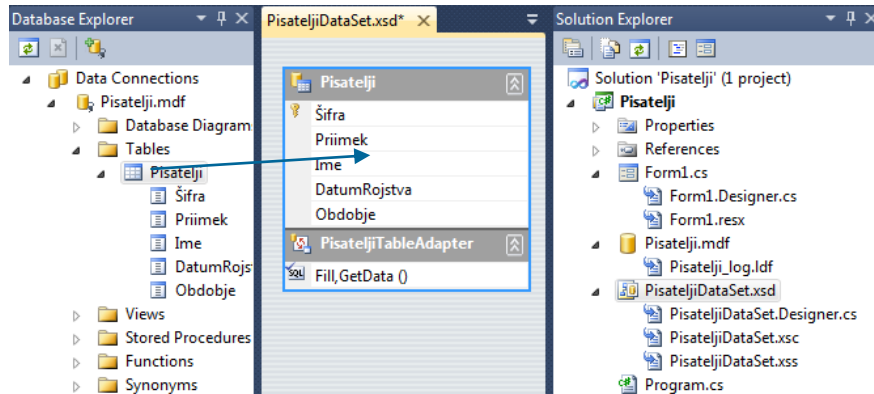 Database Explorer
Data Connections
Pisatelji.mdf
Database Diagram
Tables
Pisatelji
Šifra
Priimek
Ime
DatumRojs
Obdobje
Views
Stored Procedures
Functions
Synonyms
PisateljiDataSet.xsd*
Pisatelji
Šifra
Priimek
Ime
DatumRojstva
Obdobje
PisateljiTableAdapter
SQL Fill,GetData ()
Solution Explorer
Solution 'Pisatelji' (1 project)
Pisatelji
Properties
References
Form1.cs
Form1.Designer.cs
Form1.resx
Pisatelji.mdf
Pisatelji_log.ldf
PisateljiDataSet.xsd
PisateljiDataSet.Designer.cs
PisateljiDataSet.xsc
PisateljiDataSet.xss
Program.cs